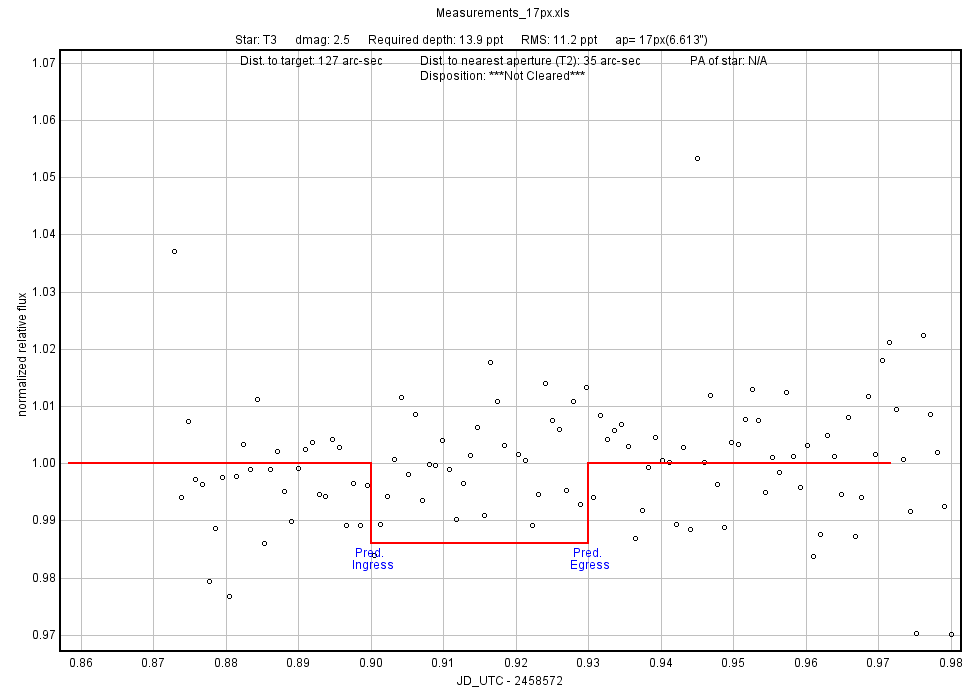 Measurements_17px.xls
Star: T3 dmag: 2.5 Required depth: 13.9 ppt RMS: 11.2 ppt ap= 17px(6.613")
Dist. to target: 127 arc-sec Dist. to nearest aperture (T2): 35 arc-sec PA of star: N/A
Disposition: ***Not Cleared***
1.07
1.06
1.05
1.04
1.03
1.02
1.01
1.00
0.99
0.98
0.97
normalized relative flux
Pred. Ingress
Pred. Egress
0.86 0.87 0.88 0.89 0.90 0.91 0.92 0.93 0.94 0.95 0.96 0.97 0.98
JD_UTC - 2458572